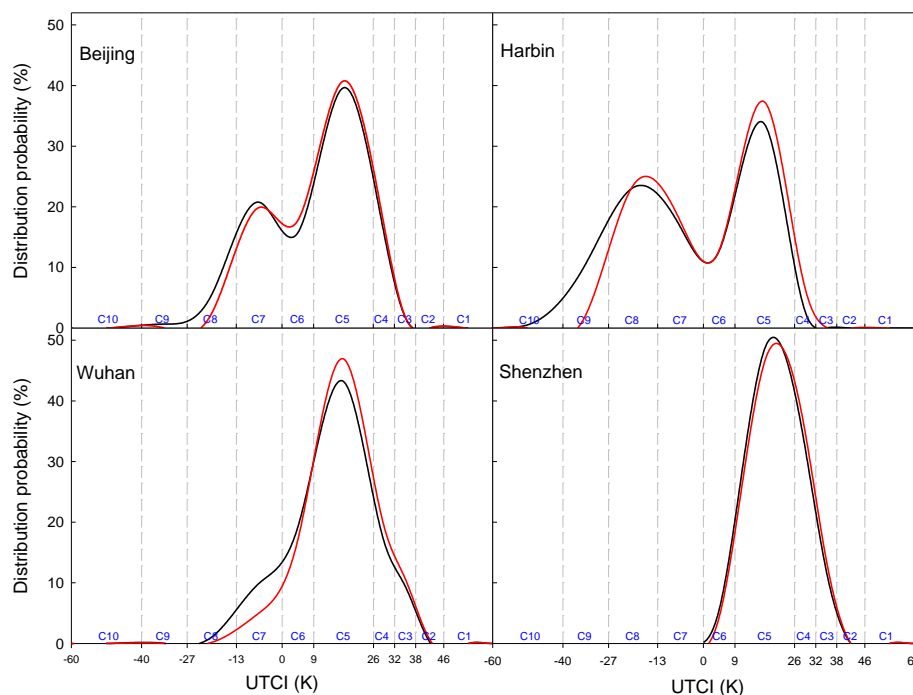 50
40
30
20
10
0
Distribution probability (%)
Beijing
C10 C9 C8 C7 C6 C5 C4 C3 C2 C1
Harbin
C10 C9 C8 C7 C6 C5 C4 C3 C2 C1
50
40
30
20
10
0
Distribution probability (%)
Wuhan
C10 C9 C8 C7 C6 C5 C4 C3 C2 C1
-60 -40 -27 -13 0 9 26 32 38 46
UTCI (K)
Shenzhen
C10 C9 C8 C7 C6 C5 C4 C3 C2 C1
-60 -40 -27 -13 0 9 26 32 38 46
UTCI (K)